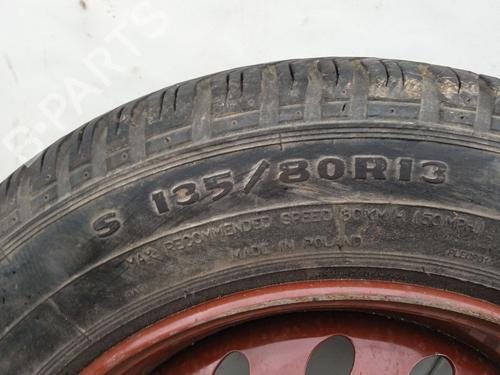 S 135/80R13
MAX RECOMMENDED SPEED 80KM/H (50MPH)
MADE IN POLAND
B-PARTS